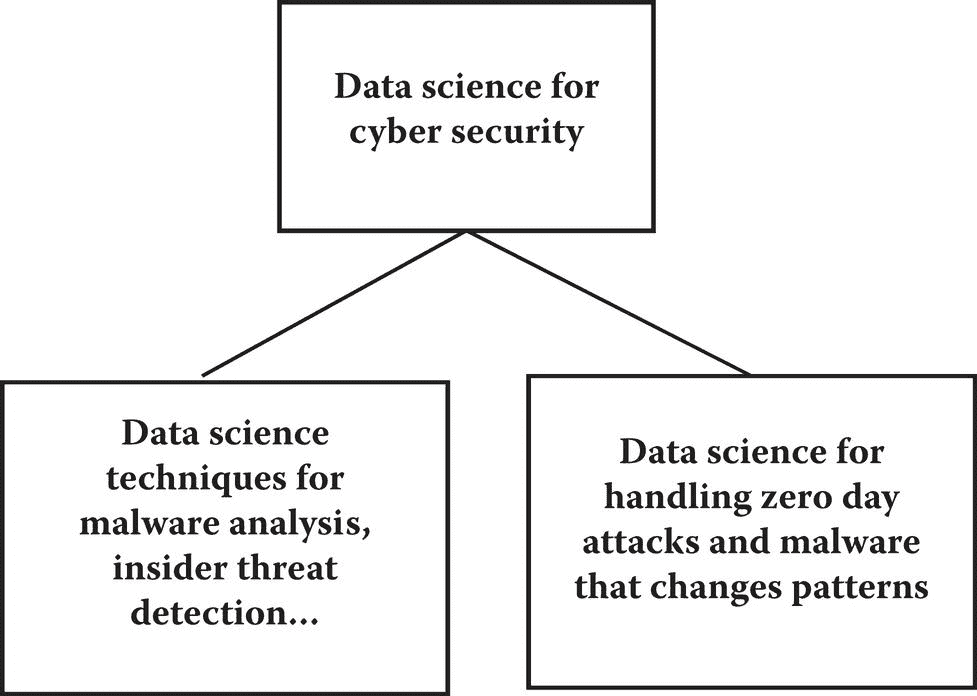 Data science for
cyber security
Data science
techniques for
malware analysis,
insider threat
detection...
Data science for
handling zero day
attacks and malware
that changes patterns